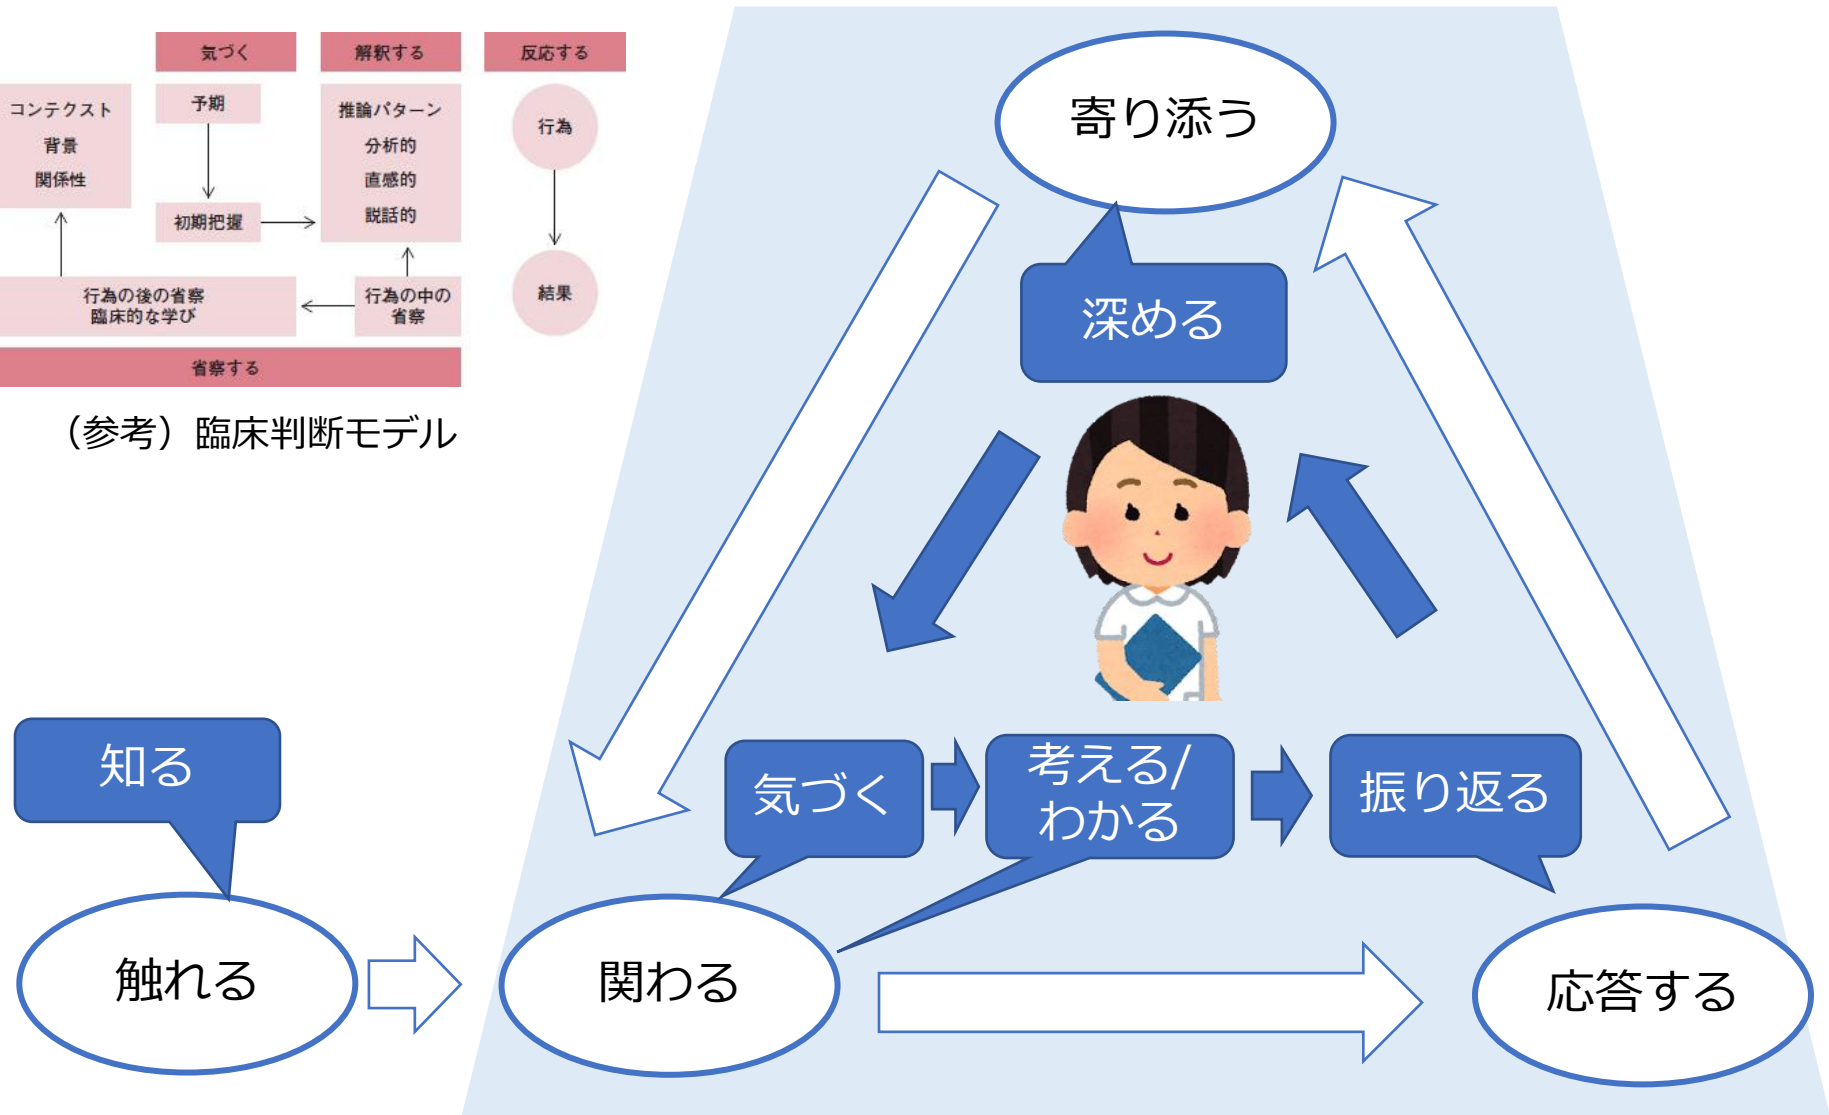 気づく
解釈する
反応する
コンテクスト
背景
関係性
予期
初期把握
推論パターン
分析的
直感的
説話的
行為
結果
行為の後の省察
臨床的な学び
行為の中の
省察
省察する
（参考）臨床判断モデル
寄り添う
深める
知る
気づく
考える/
わかる
振り返る
触れる
関わる
応答する